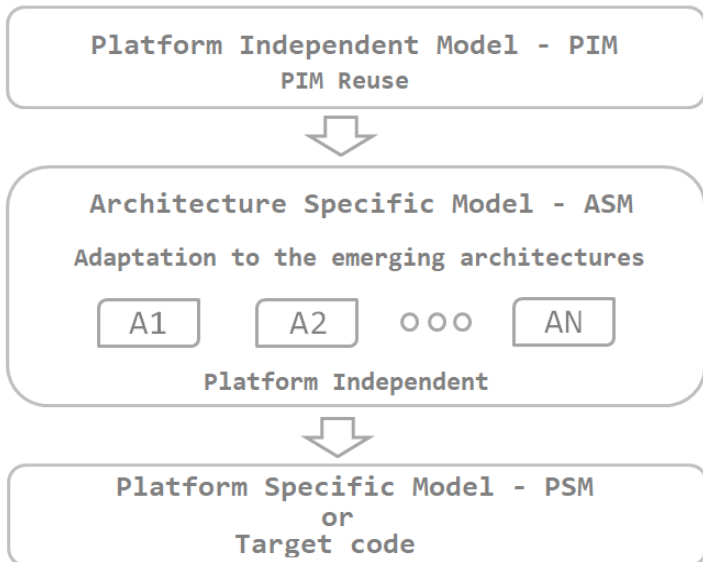 Platform Independent Model - PIM
PIM Reuse
Architecture Specific Model - ASM
Adaptation to the emerging architectures
A1 A2 AN
Platform Independent
Platform Specific Model - PSM
or
Target code